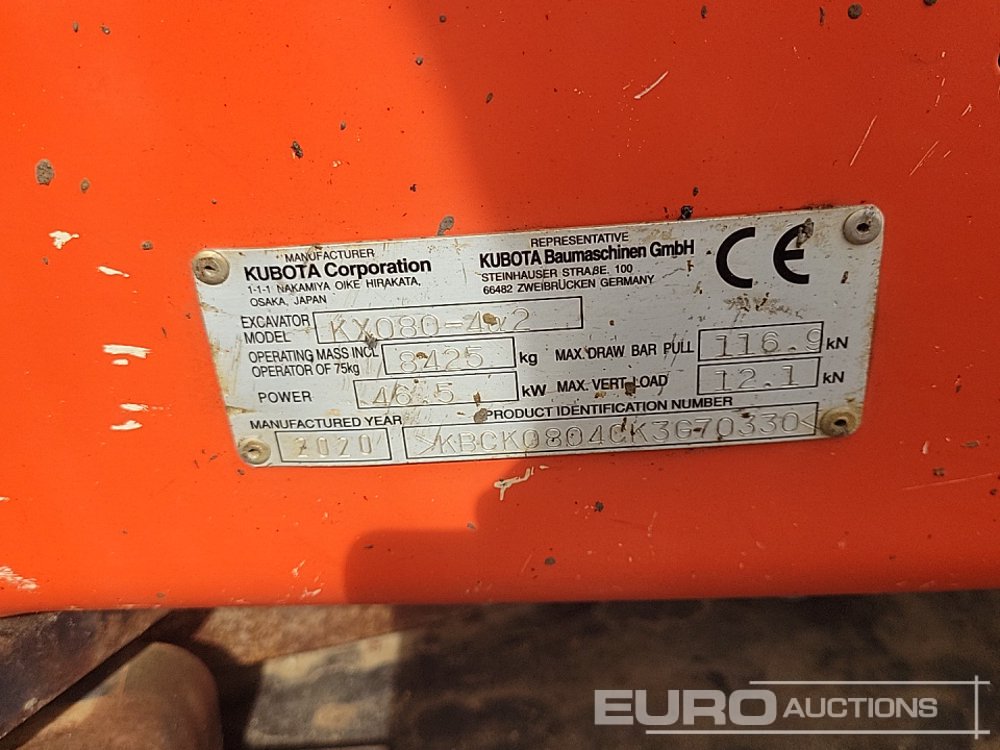 MANUFACTURER
KUBOTA Corporation
1-1-1 NAKAMIYA OIKE HIRAKATA,
OSAKA, JAPAN
REPRESENTATIVE
KUBOTA Baumaschinen GmbH
STEINHAUSER STRAßE. 100
66482 ZWEIBRÜCKEN GERMANY
CE
EXCAVATOR MODEL KX080-4α2
OPERATING MASS INCL OPERATOR OF 75kg 8425 kg
MAX. DRAW BAR PULL 116.9 kN
POWER 46.5 kW
MAX. VERT. LOAD 12.1 kN
MANUFACTURED YEAR
2020
PRODUCT IDENTIFICATION NUMBER
>KBCK0804CK3G70330<
EURO AUCTIONS